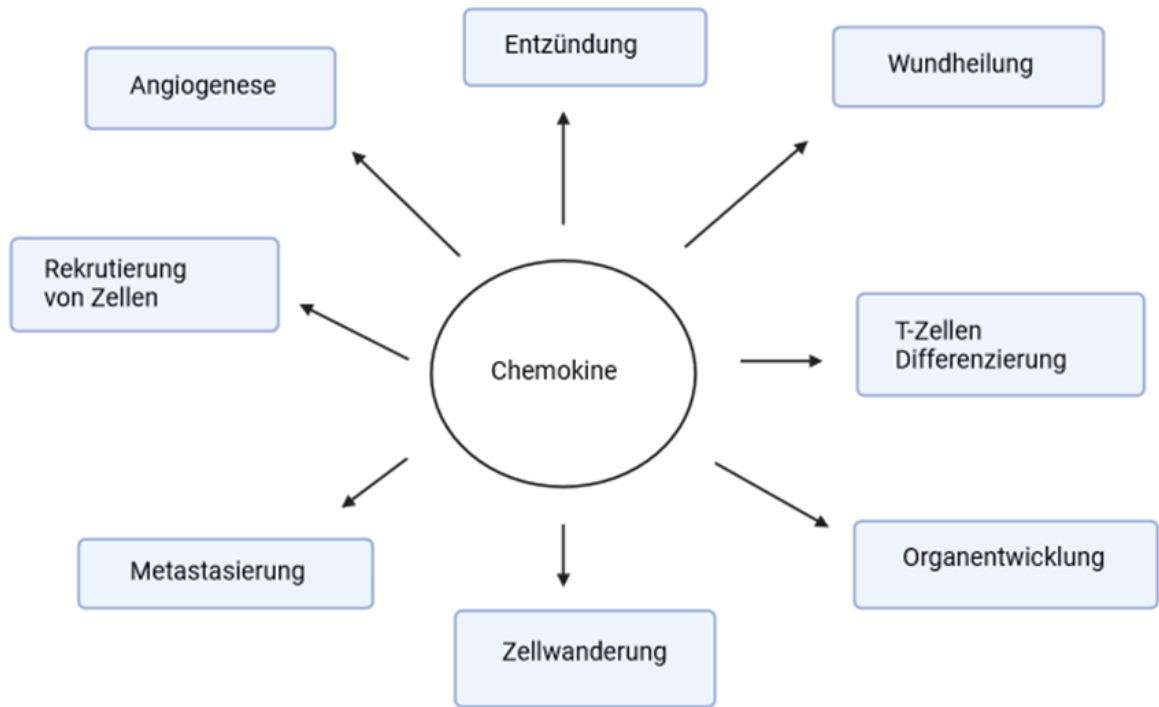 Entzündung
Wundheilung
Angiogenese
Rekrutierung
von Zellen
Chemokine
T-Zellen
Differenzierung
Metastasierung
Organentwicklung
Zellwanderung